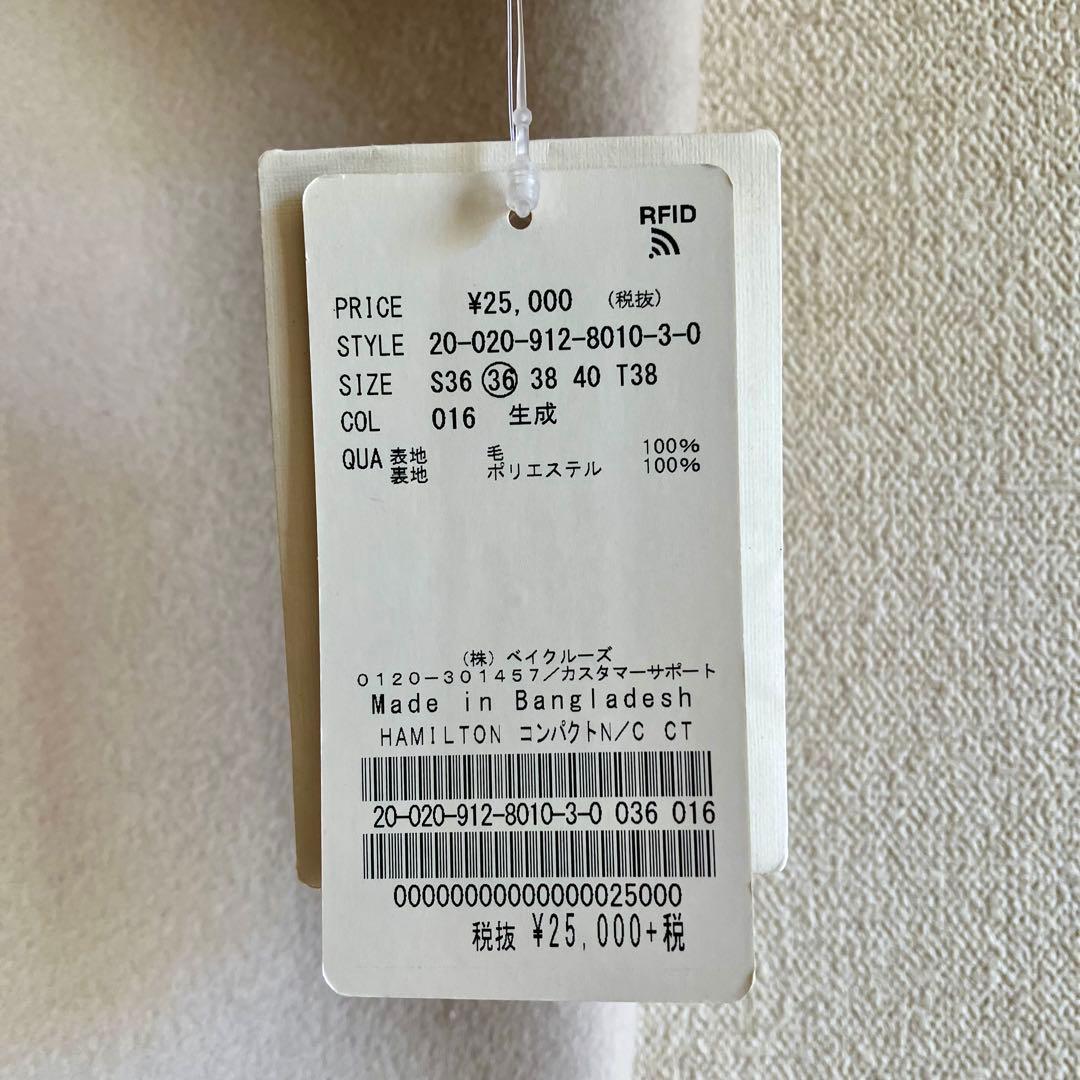 RFID
PRICE ¥25,000 (税抜)
STYLE 20-020-912-8010-3-0
SIZE S36 36 38 40 T38
COL 016 生成
QUA 表地 毛 100%
裏地 ポリエステル 100%
(株) ベイクルーズ
0120-301457/カスタマーサポート
Made in Bangladesh
HAMILTON コンパクトN/C CT
20-020-912-8010-3-0 036 016
00000000000000025000
税抜 ¥25,000+税